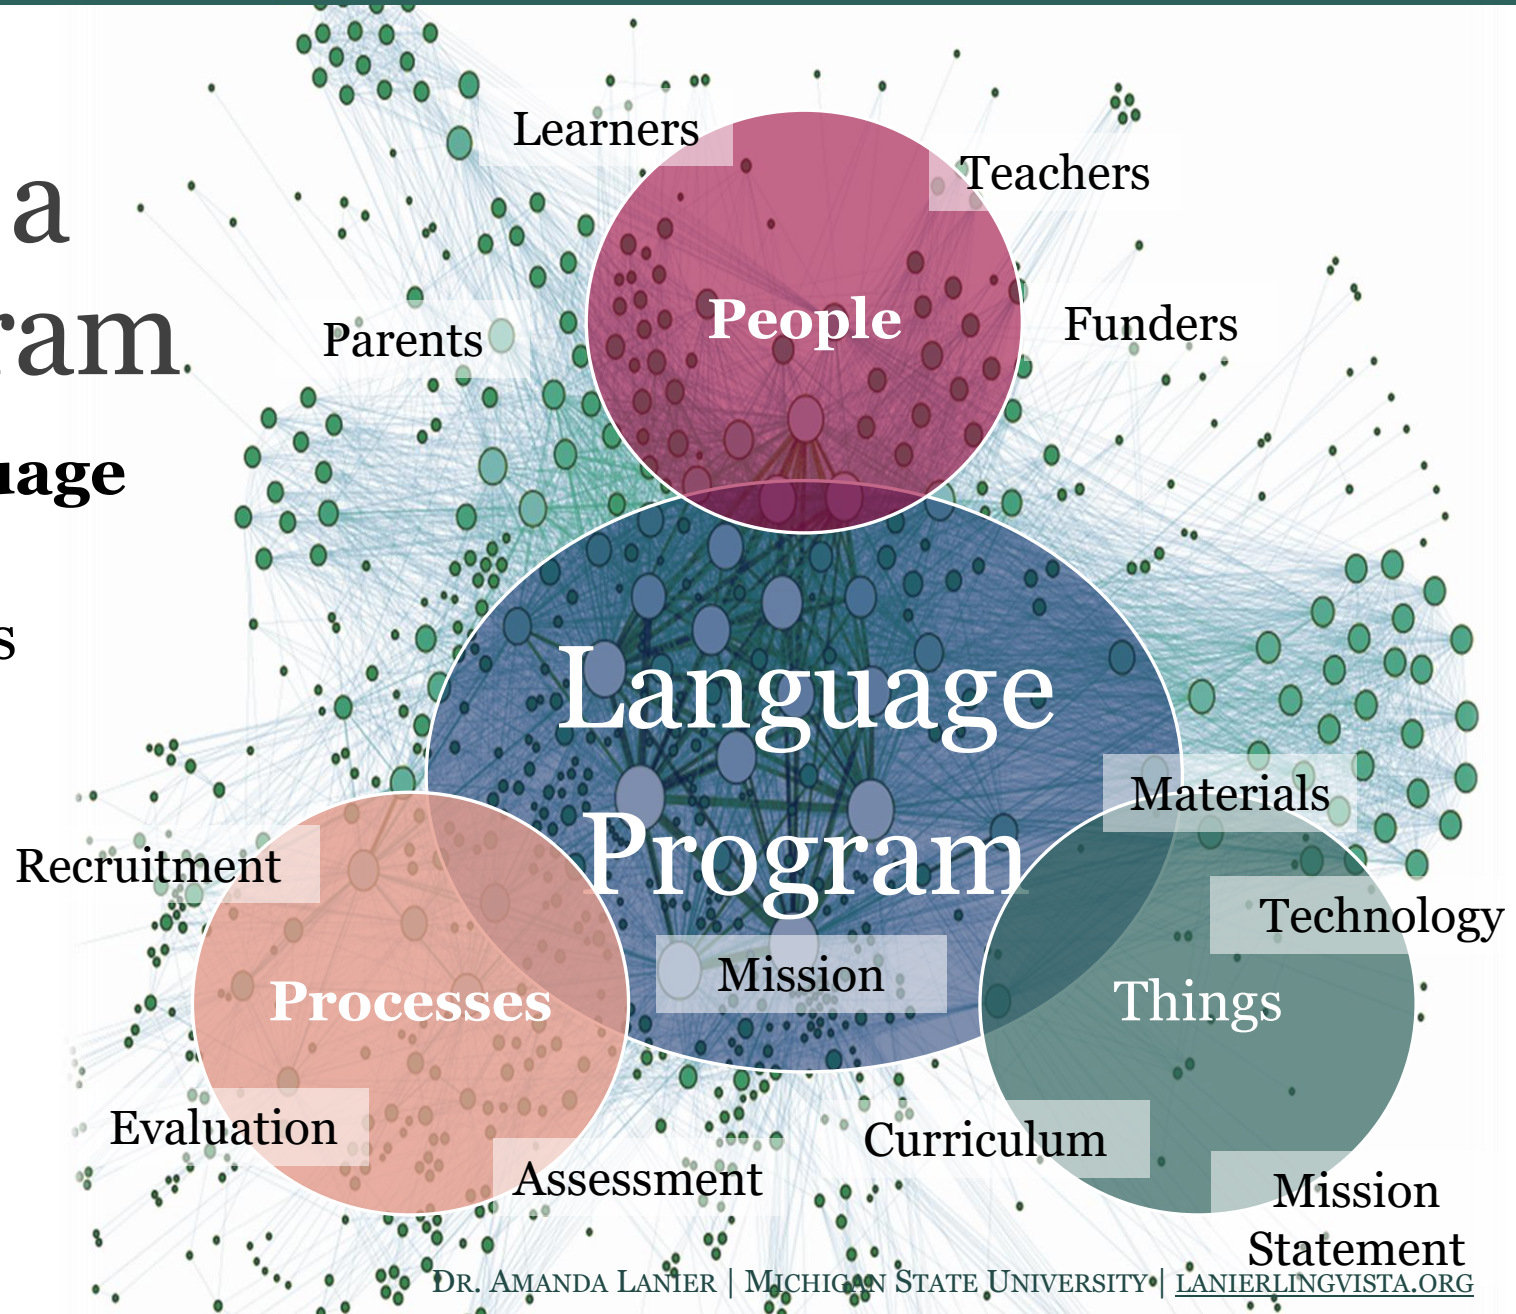 a
ram
uage
s
Learners
Teachers
Parents
People
Funders
Language
Program
Materials
Recruitment
Technology
Mission
Processes
Things
Evaluation
Assessment
Curriculum
Mission
Statement
Dr. Amanda Lanier | Michigan State University | lanierlingvista.org